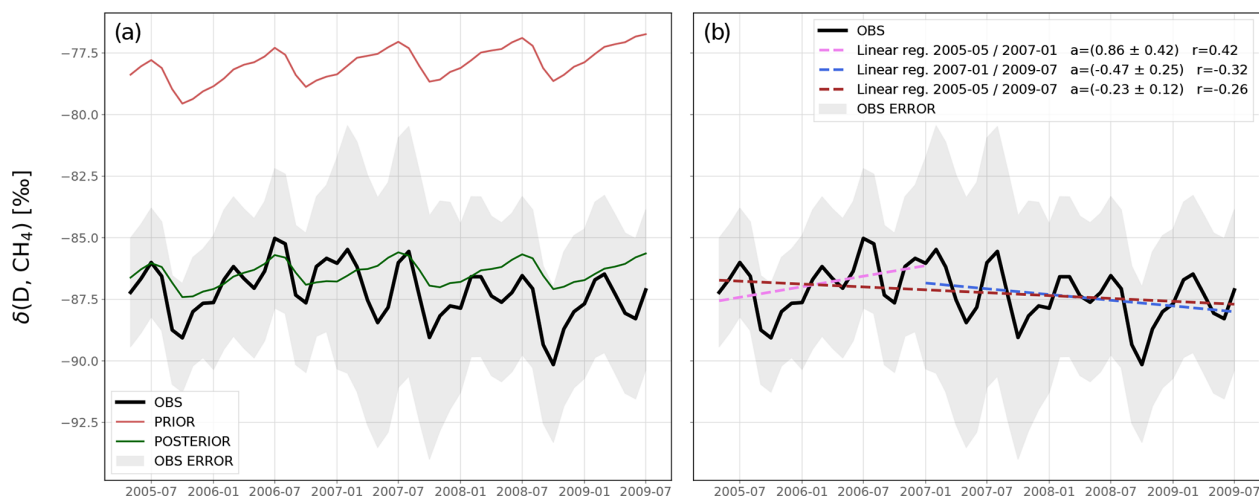 (a)
−77.5
−80.0
−82.5
−85.0
−87.5
−90.0
−92.5
δ(D, CH₄) [‰]
OBS
PRIOR
POSTERIOR
OBS ERROR
2005-07 2006-01 2006-07 2007-01 2007-07 2008-01 2008-07 2009-01 2009-07
(b)
OBS
Linear reg. 2005-05 / 2007-01 a=(0.86 ± 0.42) r=0.42
Linear reg. 2007-01 / 2009-07 a=(-0.47 ± 0.25) r=-0.32
Linear reg. 2005-05 / 2009-07 a=(-0.23 ± 0.12) r=-0.26
OBS ERROR
2005-07 2006-01 2006-07 2007-01 2007-07 2008-01 2008-07 2009-01